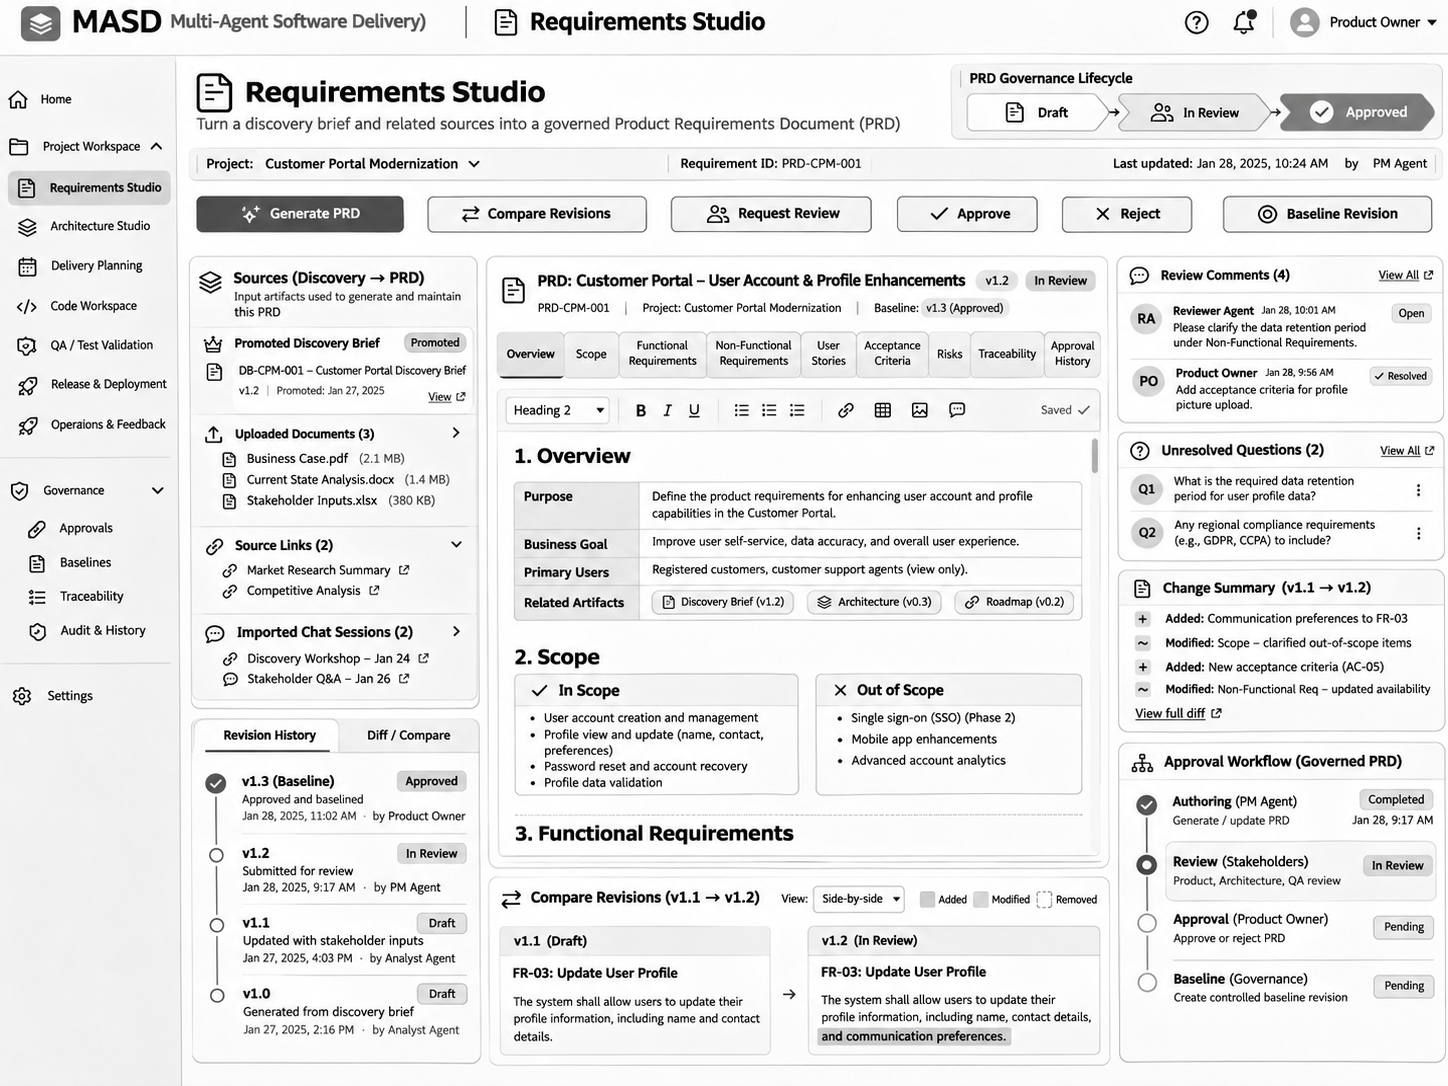 MASD Multi-Agent Software Delivery)
Requirements Studio
Product Owner
Home
Project Workspace
Requirements Studio
Architecture Studio
Delivery Planning
Code Workspace
QA / Test Validation
Release & Deployment
Operaions & Feedback
Governance
Approvals
Baselines
Traceability
Audit & History
Settings
Requirements Studio
Turn a discovery brief and related sources into a governed Product Requirements Document (PRD)
PRD Governance Lifecycle
Draft
In Review
Approved
Project: Customer Portal Modernization
Requirement ID: PRD-CPM-001
Last updated: Jan 28, 2025, 10:24 AM by PM Agent
Generate PRD
Compare Revisions
Request Review
Approve
Reject
Baseline Revision
Sources (Discovery → PRD)
Input artifacts used to generate and maintain
this PRD
Promoted Discovery Brief
Promoted
DB-CPM-001 – Customer Portal Discovery Brief
v1.2 | Promoted: Jan 27, 2025
View
Uploaded Documents (3)
Business Case.pdf (2.1 MB)
Current State Analysis.docx (1.4 MB)
Stakeholder Inputs.xlsx (380 KB)
Source Links (2)
Market Research Summary
Competitive Analysis
Imported Chat Sessions (2)
Discovery Workshop – Jan 24
Stakeholder Q&A – Jan 26
Revision History
Diff / Compare
v1.3 (Baseline)
Approved
Approved and baselined
Jan 28, 2025, 11:02 AM · by Product Owner
v1.2
In Review
Submitted for review
Jan 28, 2025, 9:17 AM · by PM Agent
v1.1
Draft
Updated with stakeholder inputs
Jan 27, 2025, 4:03 PM · by Analyst Agent
v1.0
Draft
Generated from discovery brief
Jan 27, 2025, 2:16 PM · by Analyst Agent
PRD: Customer Portal – User Account & Profile Enhancements
v1.2
In Review
PRD-CPM-001 | Project: Customer Portal Modernization | Baseline: v1.3 (Approved)
Overview
Scope
Functional
Requirements
Non-Functional
Requirements
User
Stories
Acceptance
Criteria
Risks
Traceability
Approval
History
Heading 2
B I U
Saved
1. Overview
Purpose
Define the product requirements for enhancing user account and profile
capabilities in the Customer Portal.
Business Goal
Improve user self-service, data accuracy, and overall user experience.
Primary Users
Registered customers, customer support agents (view only).
Related Artifacts
Discovery Brief (v1.2)
Architecture (v0.3)
Roadmap (v0.2)
2. Scope
In Scope
• User account creation and management
• Profile view and update (name, contact,
preferences)
• Password reset and account recovery
• Profile data validation
Out of Scope
• Single sign-on (SSO) (Phase 2)
• Mobile app enhancements
• Advanced account analytics
3. Functional Requirements
Compare Revisions (v1.1 → v1.2)
View: Side-by-side
Added
Modified
Removed
v1.1 (Draft)
FR-03: Update User Profile
The system shall allow users to update their
profile information, including name and contact
details.
v1.2 (In Review)
FR-03: Update User Profile
The system shall allow users to update their
profile information, including name, contact details,
and communication preferences.
Review Comments (4)
View All
RA
Reviewer Agent Jan 28, 10:01 AM
Open
Please clarify the data retention period
under Non-Functional Requirements.
PO
Product Owner Jan 28, 9:56 AM
Resolved
Add acceptance criteria for profile
picture upload.
Unresolved Questions (2)
View All
Q1
What is the required data retention
period for user profile data?
Q2
Any regional compliance requirements
(e.g., GDPR, CCPA) to include?
Change Summary (v1.1 → v1.2)
+ Added: Communication preferences to FR-03
~ Modified: Scope – clarified out-of-scope items
+ Added: New acceptance criteria (AC-05)
~ Modified: Non-Functional Req – updated availability
View full diff
Approval Workflow (Governed PRD)
Authoring (PM Agent)
Completed
Generate / update PRD
Jan 28, 9:17 AM
Review (Stakeholders)
In Review
Product, Architecture, QA review
Approval (Product Owner)
Pending
Approve or reject PRD
Baseline (Governance)
Pending
Create controlled baseline revision